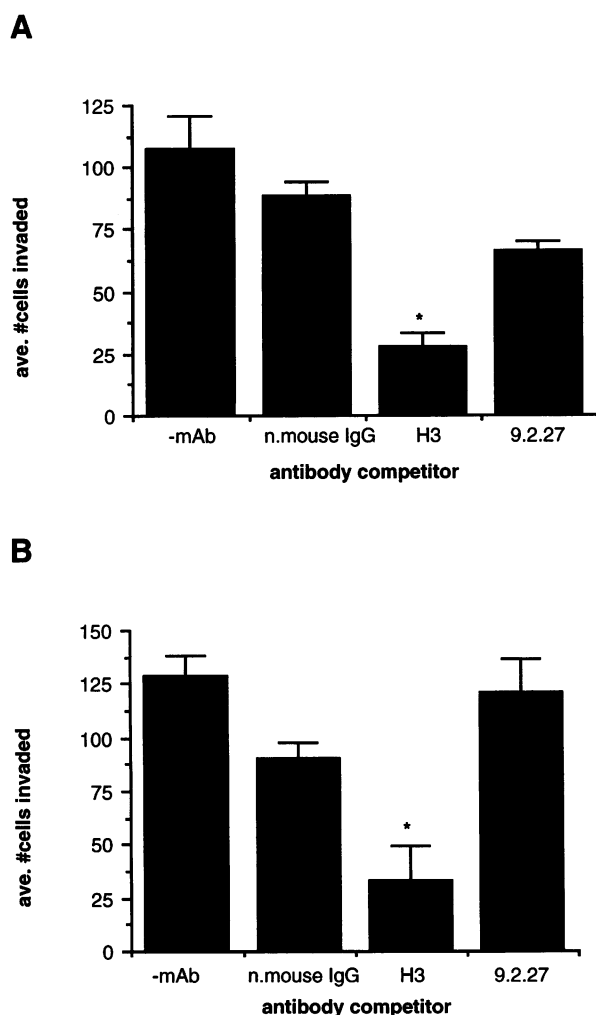 A
125
100
75
50
25
0
ave. #cells invaded
*
-mAb n.mouse IgG H3 9.2.27
antibody competitor
B
150
125
100
75
50
25
0
ave. #cells invaded
*
-mAb n.mouse IgG H3 9.2.27
antibody competitor